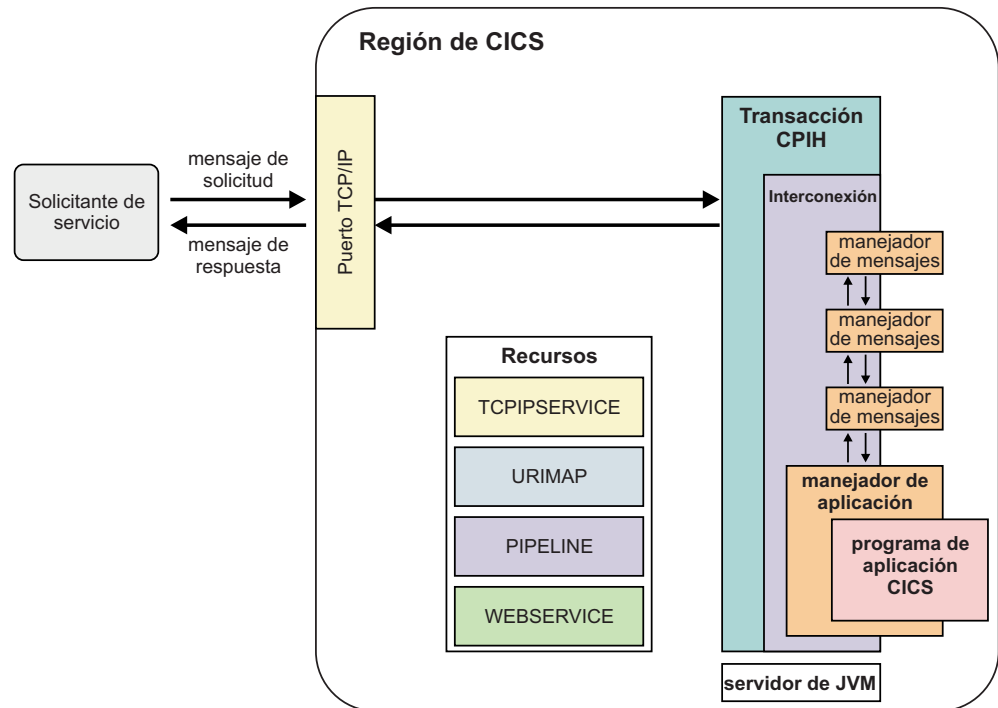 Región de CICS
Solicitante de
servicio
mensaje de
solicitud
mensaje de
respuesta
Puerto TCP/IP
Transacción
CPIH
Interconexión
manejador
de mensajes
manejador
de mensajes
manejador
de mensajes
manejador de
aplicación
programa de
aplicación
CICS
Recursos
TCPIPSERVICE
URIMAP
PIPELINE
WEBSERVICE
servidor de JVM